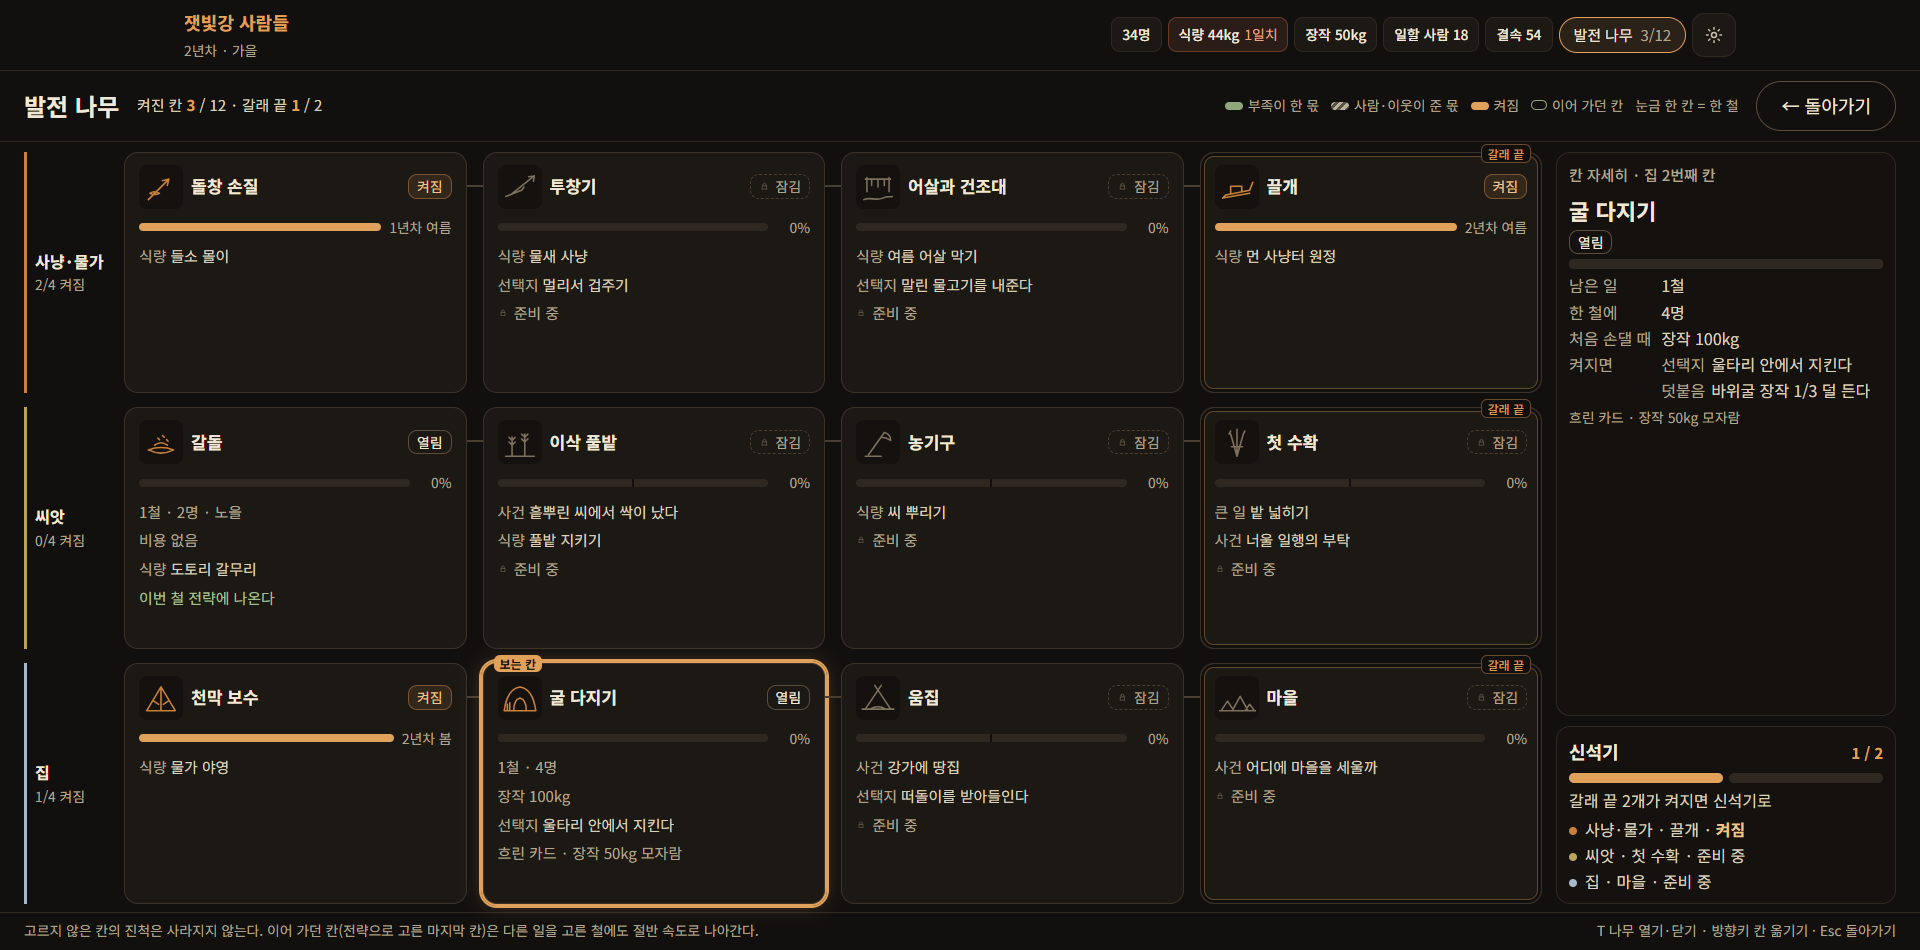 잿빛강 사람들
2년차 · 가을
34명
식량 44kg 1일치
장작 50kg
일할 사람 18
결속 54
발전 나무 3/12
발전 나무
켜진 칸 3 / 12 · 갈래 끝 1 / 2
부족이 한 몫
사람·이웃이 준 몫
켜짐
이어 가던 칸
눈금 한 칸 = 한 철
← 돌아가기
사냥·물가
2/4 켜짐
돌창 손질
켜짐
1년차 여름
식량 들소 몰이
투창기
잠김
0%
식량 물새 사냥
선택지 멀리서 겁주기
준비 중
어살과 건조대
잠김
0%
식량 여름 어살 막기
선택지 말린 물고기를 내준다
준비 중
갈래 끝
끌개
켜짐
2년차 여름
식량 먼 사냥터 원정
씨앗
0/4 켜짐
갈돌
열림
0%
1철 · 2명 · 노을
비용 없음
식량 도토리 갈무리
이번 철 전략에 나온다
이삭 풀밭
잠김
0%
사건 흩뿌린 씨에서 싹이 났다
식량 풀밭 지키기
준비 중
농기구
잠김
0%
식량 씨 뿌리기
준비 중
갈래 끝
첫 수확
잠김
0%
큰 일 밭 넓히기
사건 너울 일행의 부탁
준비 중
집
1/4 켜짐
천막 보수
켜짐
2년차 봄
식량 물가 야영
보는 칸
굴 다지기
열림
0%
1철 · 4명
장작 100kg
선택지 울타리 안에서 지킨다
흐린 카드 · 장작 50kg 모자람
움집
잠김
0%
사건 강가에 땅집
선택지 떠돌이를 받아들인다
준비 중
갈래 끝
마을
잠김
0%
사건 어디에 마을을 세울까
준비 중
칸 자세히 · 집 2번째 칸
굴 다지기
열림
남은 일 1철
한 철에 4명
처음 손댈 때 장작 100kg
켜지면 선택지 울타리 안에서 지킨다
덧붙음 바위굴 장작 1/3 덜 든다
흐린 카드 · 장작 50kg 모자람
신석기 1 / 2
갈래 끝 2개가 켜지면 신석기로
사냥·물가 · 끌개 · 켜짐
씨앗 · 첫 수확 · 준비 중
집 · 마을 · 준비 중
고르지 않은 칸의 진척은 사라지지 않는다. 이어 가던 칸(전략으로 고른 마지막 칸)은 다른 일을 고른 철에도 절반 속도로 나아간다.
T 나무 열기·닫기 · 방향키 칸 옮기기 · Esc 돌아가기